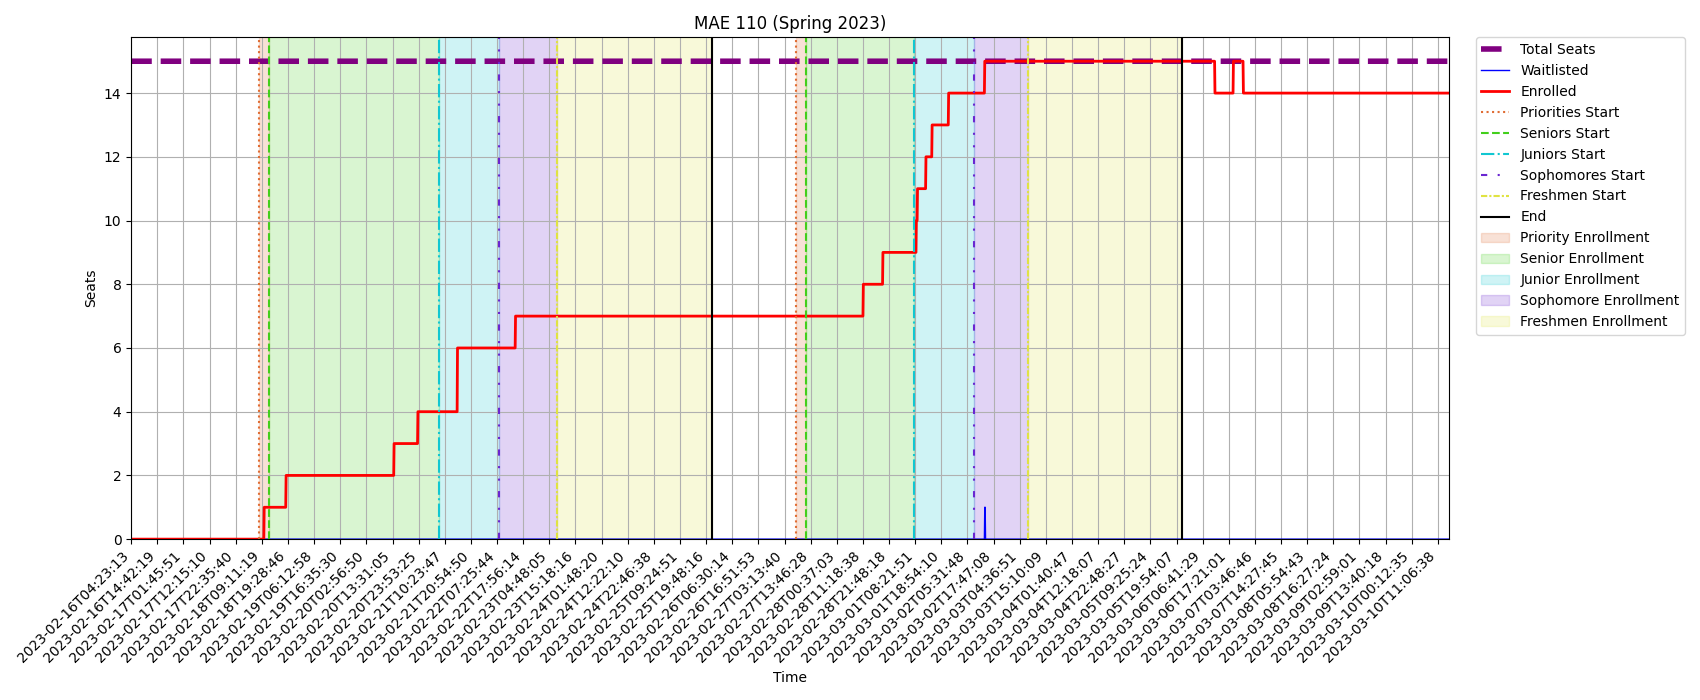 MAE 110 (Spring 2023)
Seats
14
12
10
8
6
4
2
0
2023-02-16T04:23:13
2023-02-16T14:42:19
2023-02-17T01:45:51
2023-02-17T12:15:10
2023-02-17T22:35:40
2023-02-18T09:11:19
2023-02-18T19:28:46
2023-02-19T06:12:58
2023-02-19T16:35:30
2023-02-20T02:56:50
2023-02-20T13:31:05
2023-02-20T23:53:25
2023-02-21T10:23:47
2023-02-21T20:54:50
2023-02-22T07:25:44
2023-02-22T17:56:14
2023-02-23T04:48:05
2023-02-23T15:18:16
2023-02-24T01:48:20
2023-02-24T12:22:10
2023-02-24T22:46:38
2023-02-25T09:24:51
2023-02-25T19:48:16
2023-02-26T06:30:14
2023-02-26T16:51:53
2023-02-27T03:13:40
2023-02-27T13:46:28
2023-02-28T00:37:03
2023-02-28T11:18:38
2023-02-28T21:48:18
2023-03-01T08:21:51
2023-03-01T18:54:10
2023-03-02T05:31:48
2023-03-02T17:47:08
2023-03-03T04:36:51
2023-03-03T15:10:09
2023-03-04T01:40:47
2023-03-04T12:18:07
2023-03-04T22:48:27
2023-03-05T09:25:24
2023-03-05T19:54:07
2023-03-06T06:41:29
2023-03-06T17:21:01
2023-03-07T03:46:46
2023-03-07T14:27:45
2023-03-08T05:54:43
2023-03-08T16:27:24
2023-03-09T02:59:01
2023-03-09T13:40:18
2023-03-10T00:12:35
2023-03-10T11:06:38
Time
Total Seats
Waitlisted
Enrolled
Priorities Start
Seniors Start
Juniors Start
Sophomores Start
Freshmen Start
End
Priority Enrollment
Senior Enrollment
Junior Enrollment
Sophomore Enrollment
Freshmen Enrollment